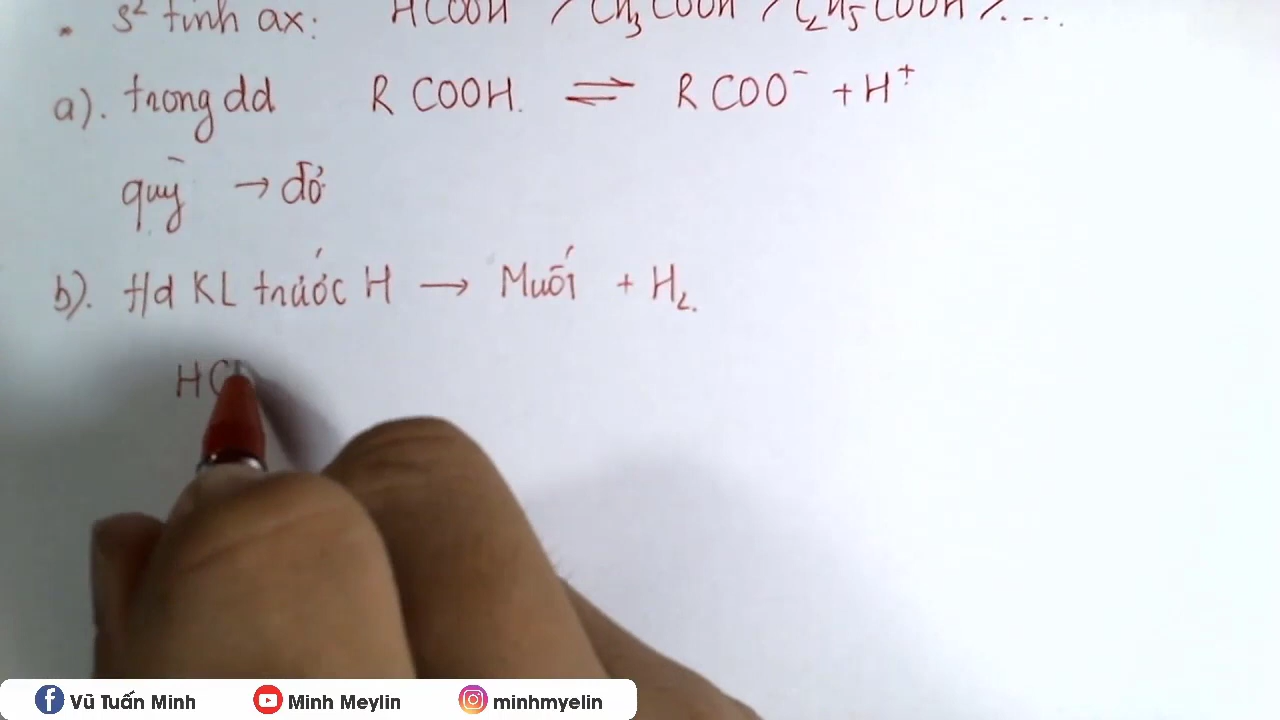 . s² tính ax: HCOOH > CH₃COOH > C₂H₅COOH > ....
a). trong dd RCOOH. ⇌ RCOO⁻ + H⁺
quỳ → đỏ
b). t/d KL trước H → Muối + H₂.
HC
Vũ Tuấn Minh Minh Meylin minhmyelin